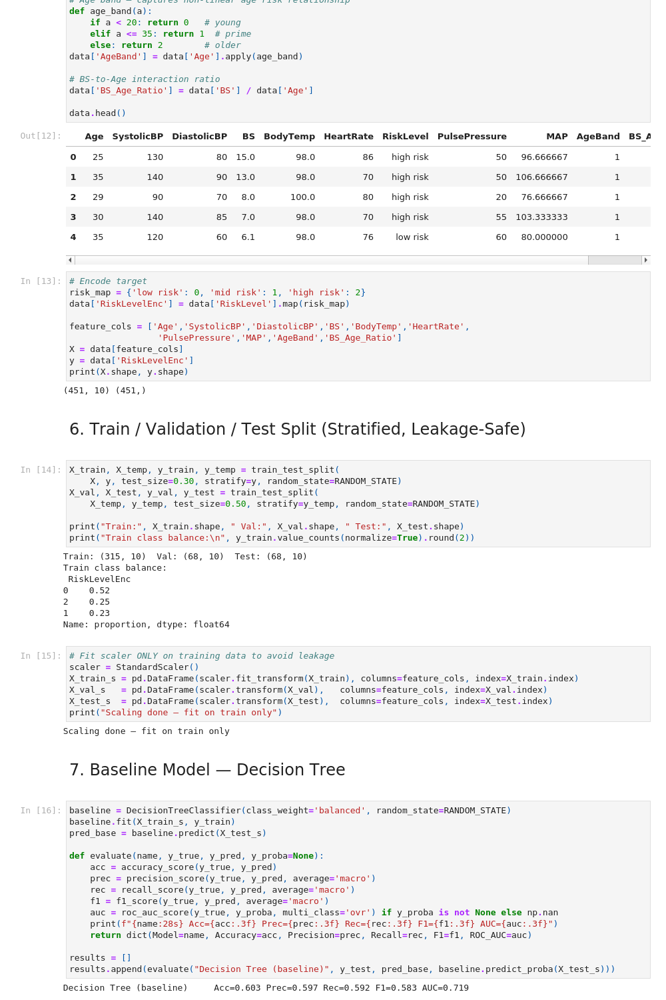 # Age band — captures non-linear age risk relationship
def age_band(a):
    if a < 20: return 0   # young
    elif a <= 35: return 1  # prime
    else: return 2        # older
data['AgeBand'] = data['Age'].apply(age_band)
# BS-to-Age interaction ratio
data['BS_Age_Ratio'] = data['BS'] / data['Age']
data.head()
Out[12]:
Age SystolicBP DiastolicBP BS BodyTemp HeartRate RiskLevel PulsePressure MAP AgeBand BS_A
0 25 130 80 15.0 98.0 86 high risk 50 96.666667 1
1 35 140 90 13.0 98.0 70 high risk 50 106.666667 1
2 29 90 70 8.0 100.0 80 high risk 20 76.666667 1
3 30 140 85 7.0 98.0 70 high risk 55 103.333333 1
4 35 120 60 6.1 98.0 76 low risk 60 80.000000 1
In [13]:
# Encode target
risk_map = {'low risk': 0, 'mid risk': 1, 'high risk': 2}
data['RiskLevelEnc'] = data['RiskLevel'].map(risk_map)
feature_cols = ['Age','SystolicBP','DiastolicBP','BS','BodyTemp','HeartRate',
                 'PulsePressure','MAP','AgeBand','BS_Age_Ratio']
X = data[feature_cols]
y = data['RiskLevelEnc']
print(X.shape, y.shape)
(451, 10) (451,)
6. Train / Validation / Test Split (Stratified, Leakage-Safe)
In [14]:
X_train, X_temp, y_train, y_temp = train_test_split(
    X, y, test_size=0.30, stratify=y, random_state=RANDOM_STATE)
X_val, X_test, y_val, y_test = train_test_split(
    X_temp, y_temp, test_size=0.50, stratify=y_temp, random_state=RANDOM_STATE)
print("Train:", X_train.shape, " Val:", X_val.shape, " Test:", X_test.shape)
print("Train class balance:\n", y_train.value_counts(normalize=True).round(2))
Train: (315, 10)  Val: (68, 10)  Test: (68, 10)
Train class balance:
 RiskLevelEnc
0    0.52
2    0.25
1    0.23
Name: proportion, dtype: float64
In [15]:
# Fit scaler ONLY on training data to avoid leakage
scaler = StandardScaler()
X_train_s = pd.DataFrame(scaler.fit_transform(X_train), columns=feature_cols, index=X_train.index)
X_val_s   = pd.DataFrame(scaler.transform(X_val),   columns=feature_cols, index=X_val.index)
X_test_s  = pd.DataFrame(scaler.transform(X_test),  columns=feature_cols, index=X_test.index)
print("Scaling done — fit on train only")
Scaling done — fit on train only
7. Baseline Model — Decision Tree
In [16]:
baseline = DecisionTreeClassifier(class_weight='balanced', random_state=RANDOM_STATE)
baseline.fit(X_train_s, y_train)
pred_base = baseline.predict(X_test_s)
def evaluate(name, y_true, y_pred, y_proba=None):
    acc = accuracy_score(y_true, y_pred)
    prec = precision_score(y_true, y_pred, average='macro')
    rec = recall_score(y_true, y_pred, average='macro')
    f1 = f1_score(y_true, y_pred, average='macro')
    auc = roc_auc_score(y_true, y_proba, multi_class='ovr') if y_proba is not None else np.nan
    print(f"{name:28s} Acc={acc:.3f} Prec={prec:.3f} Rec={rec:.3f} F1={f1:.3f} AUC={auc:.3f}")
    return dict(Model=name, Accuracy=acc, Precision=prec, Recall=rec, F1=f1, ROC_AUC=auc)
results = []
results.append(evaluate("Decision Tree (baseline)", y_test, pred_base, baseline.predict_proba(X_test_s)))
Decision Tree (baseline)     Acc=0.603 Prec=0.597 Rec=0.592 F1=0.583 AUC=0.719